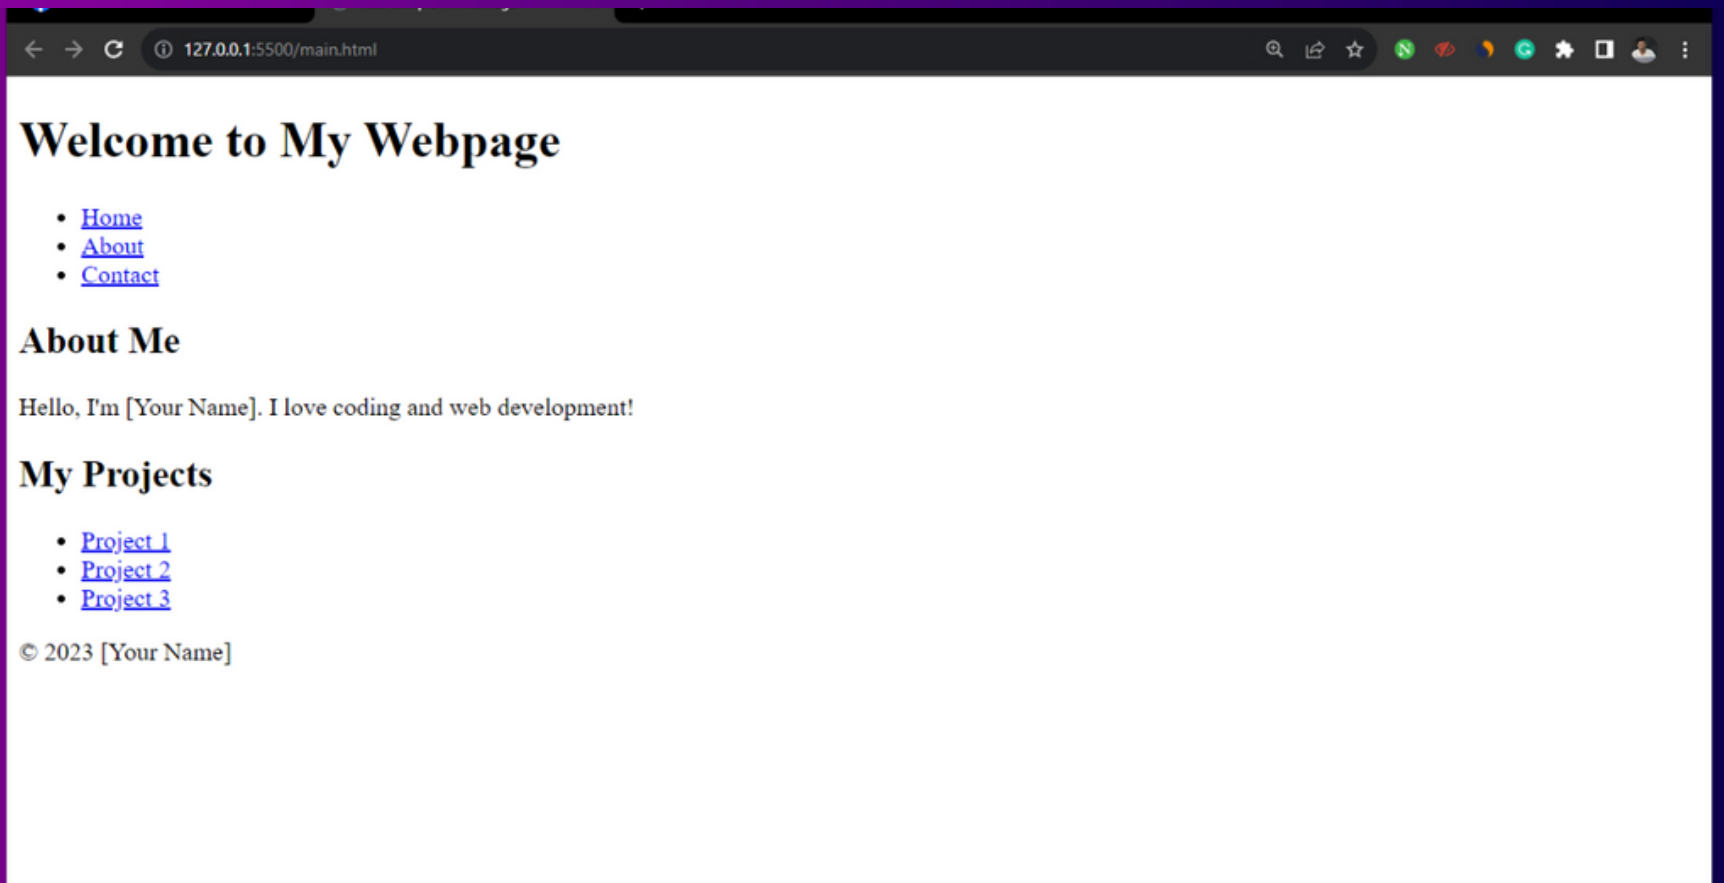 127.0.0.1:5500/main.html
Welcome to My Webpage
• Home
• About
• Contact
About Me
Hello, I'm [Your Name]. I love coding and web development!
My Projects
• Project 1
• Project 2
• Project 3
© 2023 [Your Name]